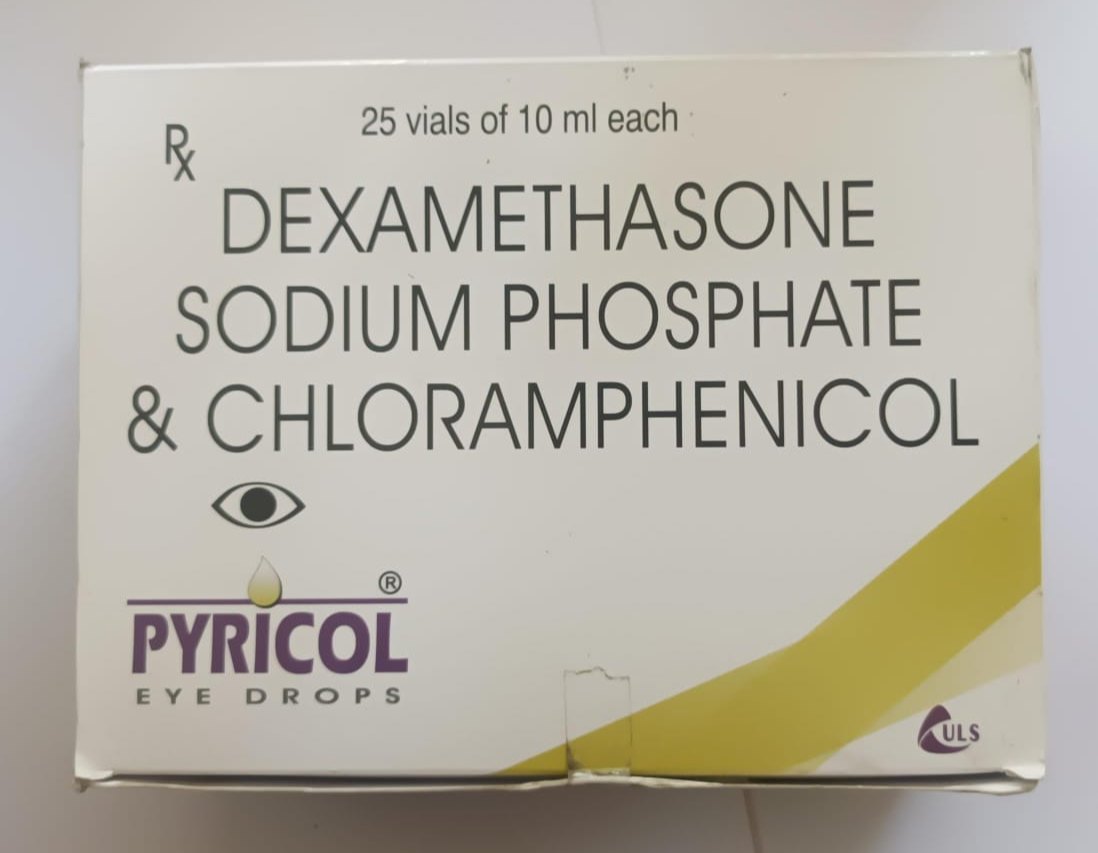 25 vials of 10 ml each
Rx
DEXAMETHASONE
SODIUM PHOSPHATE
& CHLORAMPHENICOL
®
PYRICOL
EYE DROPS
ULS